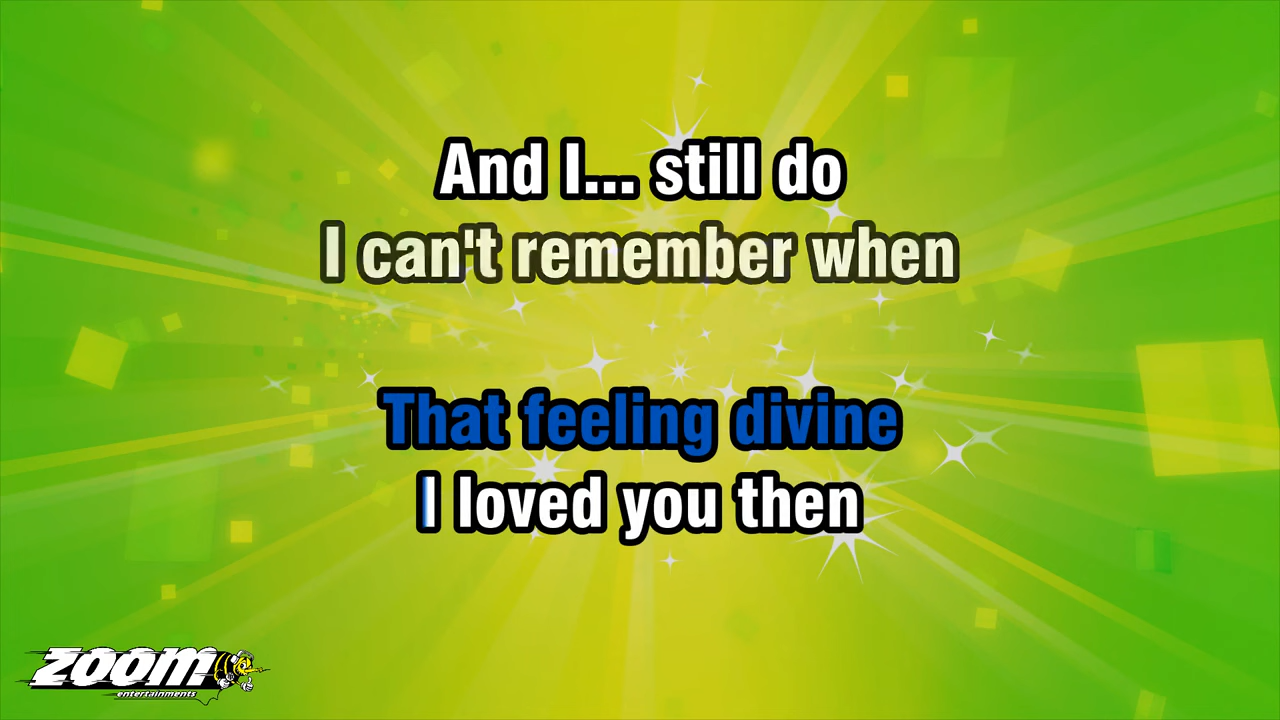 And I... still do
I can't remember when
That feeling divine
I loved you then
ZOOM
entertainments